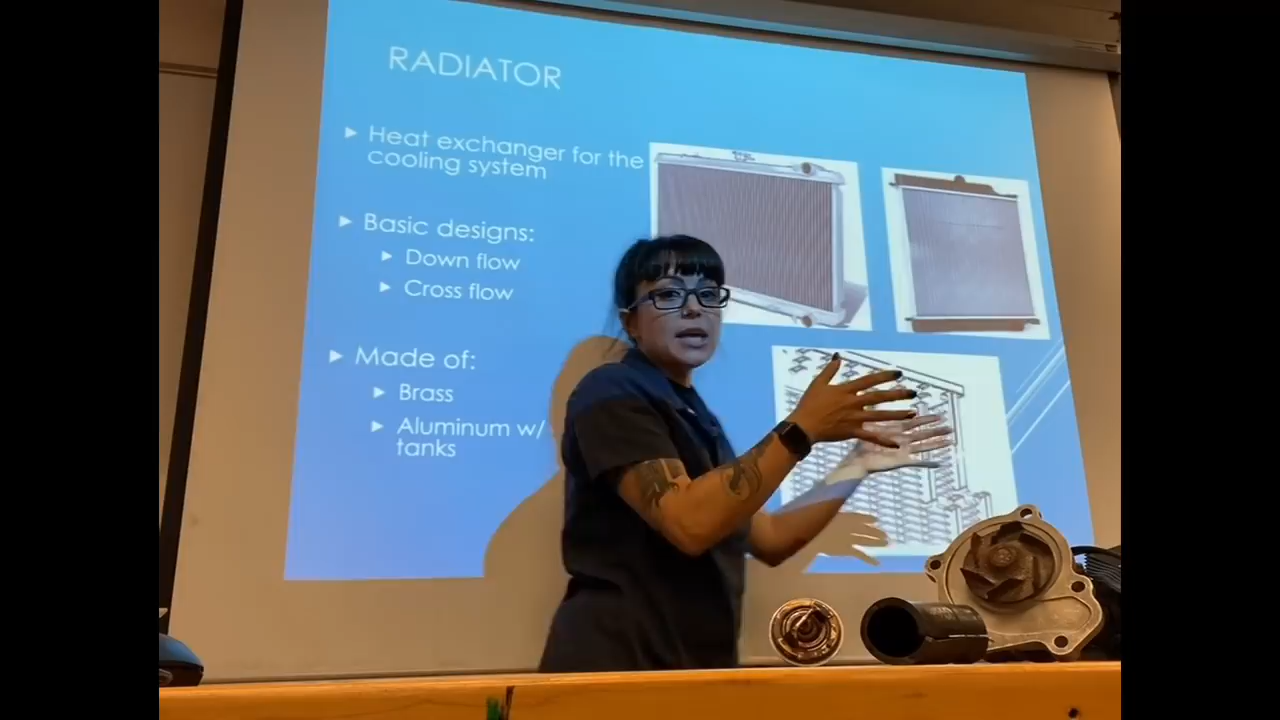 RADIATOR
Heat exchanger for the
cooling system
Basic designs:
Down flow
Cross flow
Made of:
Brass
Aluminum w/
tanks